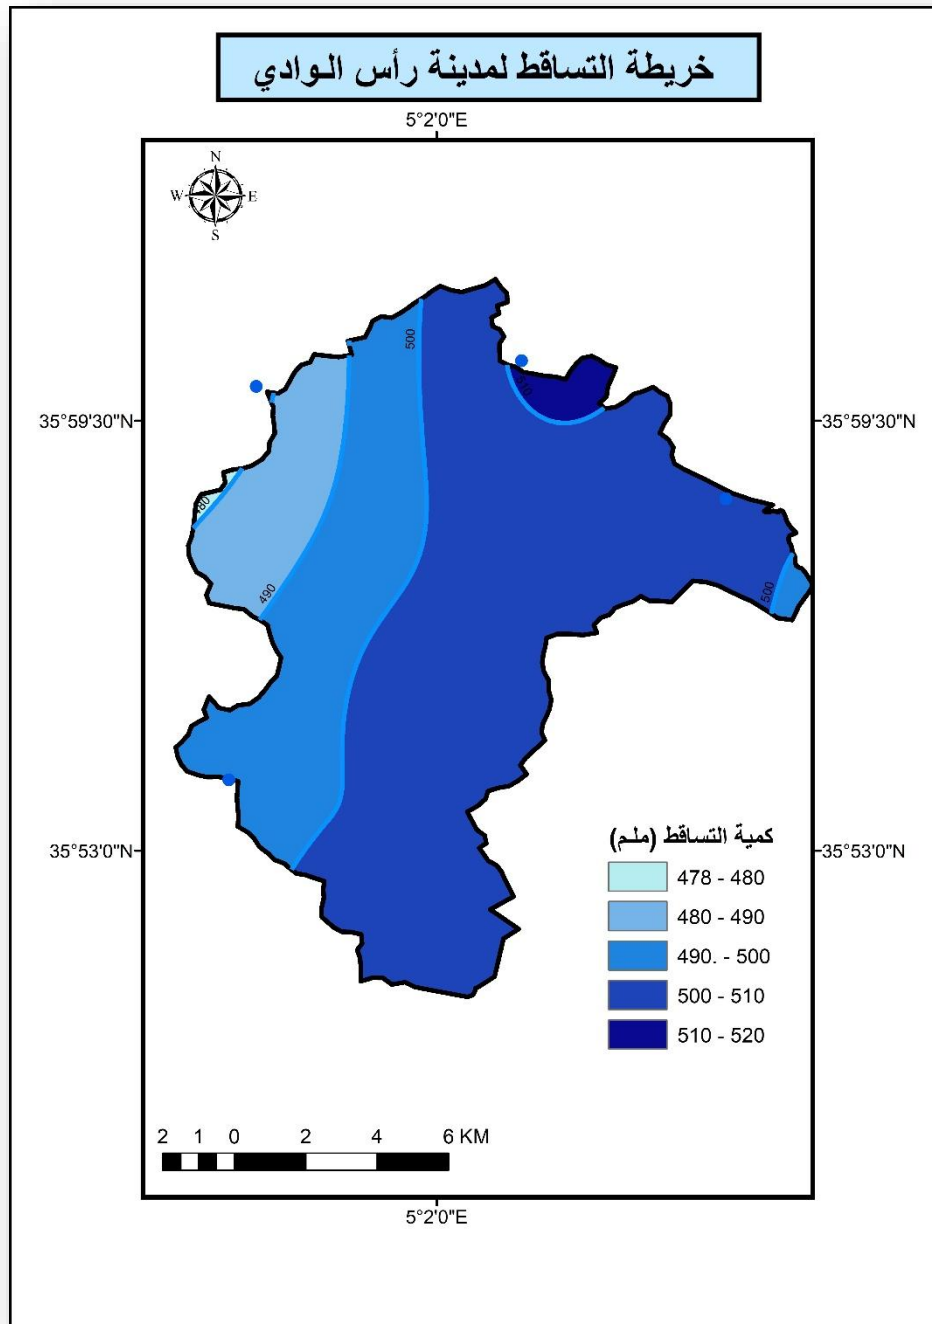 خريطة التساقط لمدينة رأس الوادي
5°2'0"E
N
W E
S
500
510
35°59'30"N 35°59'30"N
480
490
500
35°53'0"N 35°53'0"N
كمية التساقط (ملم)
478 - 480
480 - 490
490. - 500
500 - 510
510 - 520
2 1 0 2 4 6 KM
5°2'0"E